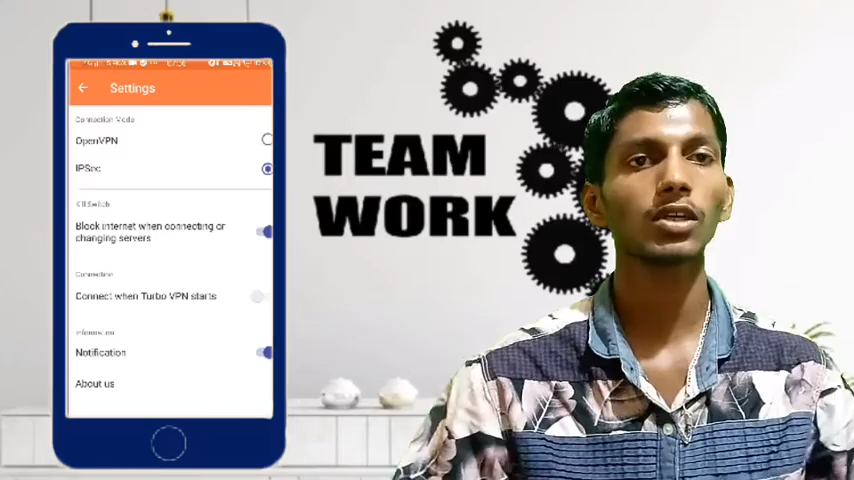 Settings
Connection Mode
OpenVPN
IPSec
Kill Switch
Block internet when connecting or
changing servers
Connection
Connect when Turbo VPN starts
Information
Notification
About us
TEAM
WORK